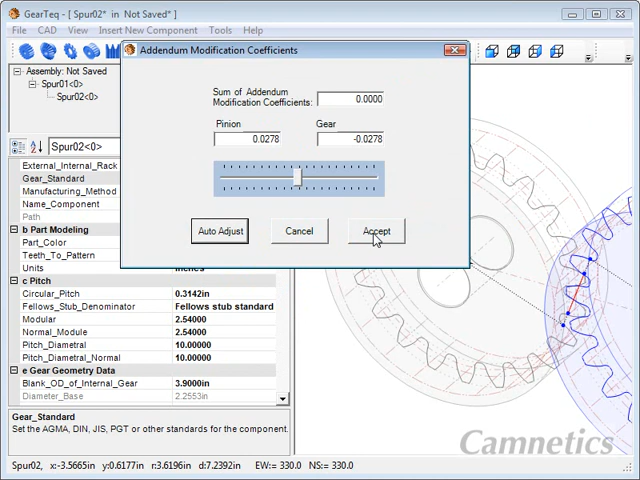 GearTeq - [ Spur02*  in  Not Saved* ]
File CAD View Insert New Component Tools Help
Addendum Modification Coefficients
Assembly: Not Saved
Spur01<0>
Spur02<0>
Sum of Addendum
Modification Coefficients:
0.0000
Pinion Gear
0.0278 -0.0278
Auto Adjust Cancel Accept
Spur02<0>
External_Internal_Rack
Gear_Standard
Manufacturing_Method
Name_Component
Path
b Part Modeling
Part_Color
Teeth_To_Pattern
Units inches
c Pitch
Circular_Pitch 0.3142in
Fellows_Stub_Denominator Fellows stub standard
Modular 2.54000
Normal_Module 2.54000
Pitch_Diametral 10.00000
Pitch_Diametral_Normal 10.00000
e Gear Geometry Data
Blank_OD_of_Internal_Gear 3.9000in
Diameter_Base 2.2553in
Gear_Standard
Set the AGMA, DIN, JIS, PGT or other standards for the component.
Camnetics
Spur02, x:-3.5665in y:0.6177in r:3.6196in d:7.2392in EW:= 330.0 NS:= 330.0